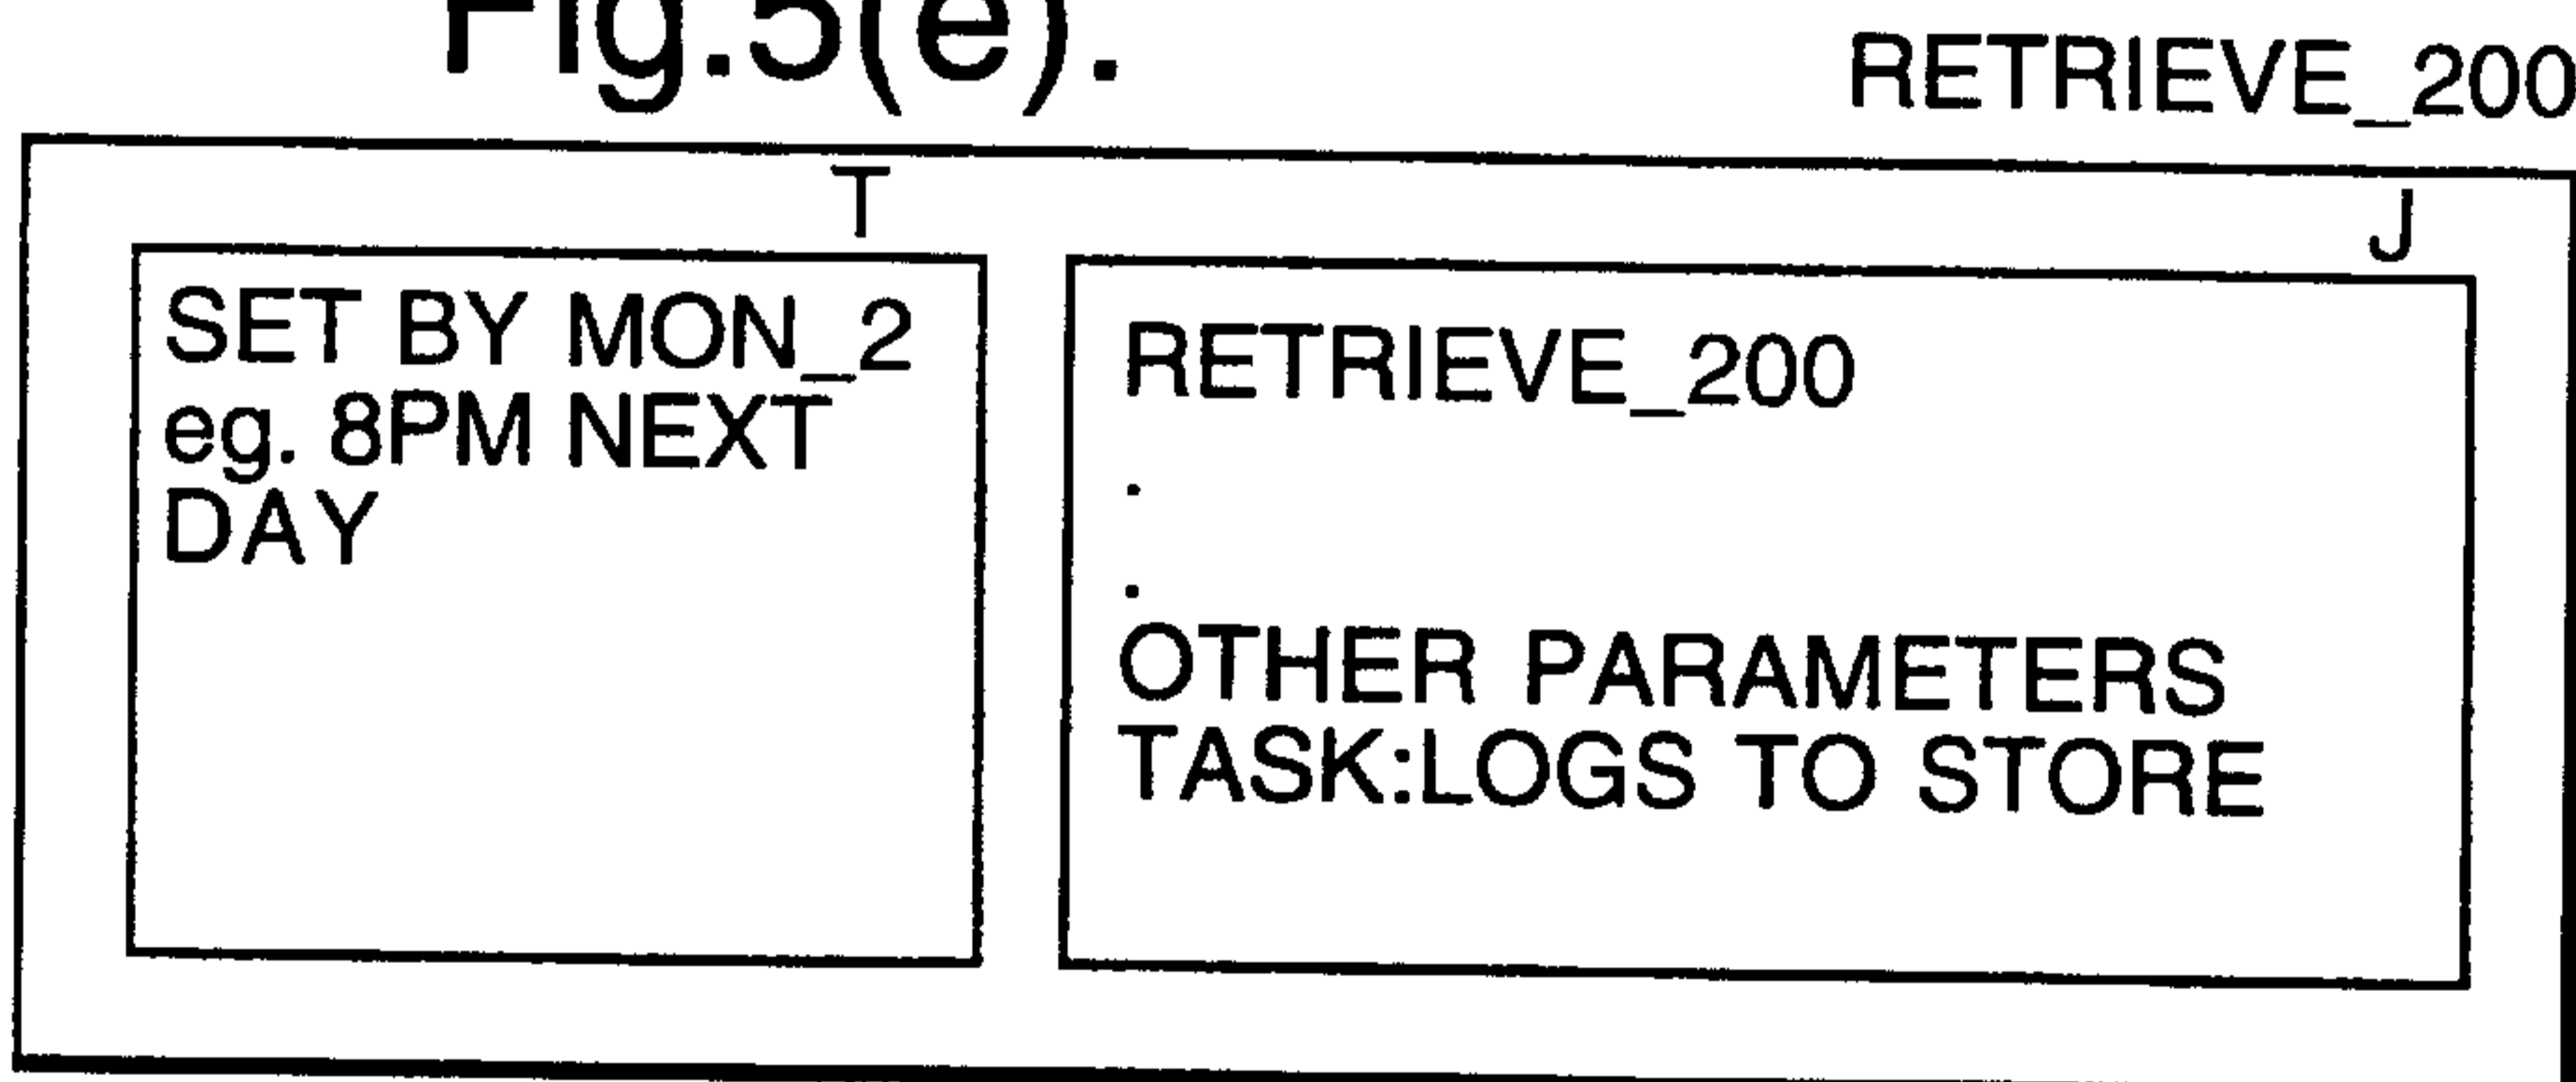 Fig.5(e).
RETRIEVE_200
T
J
SET BY MON_2
eg. 8PM NEXT
DAY
RETRIEVE_200
.
.
OTHER PARAMETERS
TASK:LOGS TO STORE